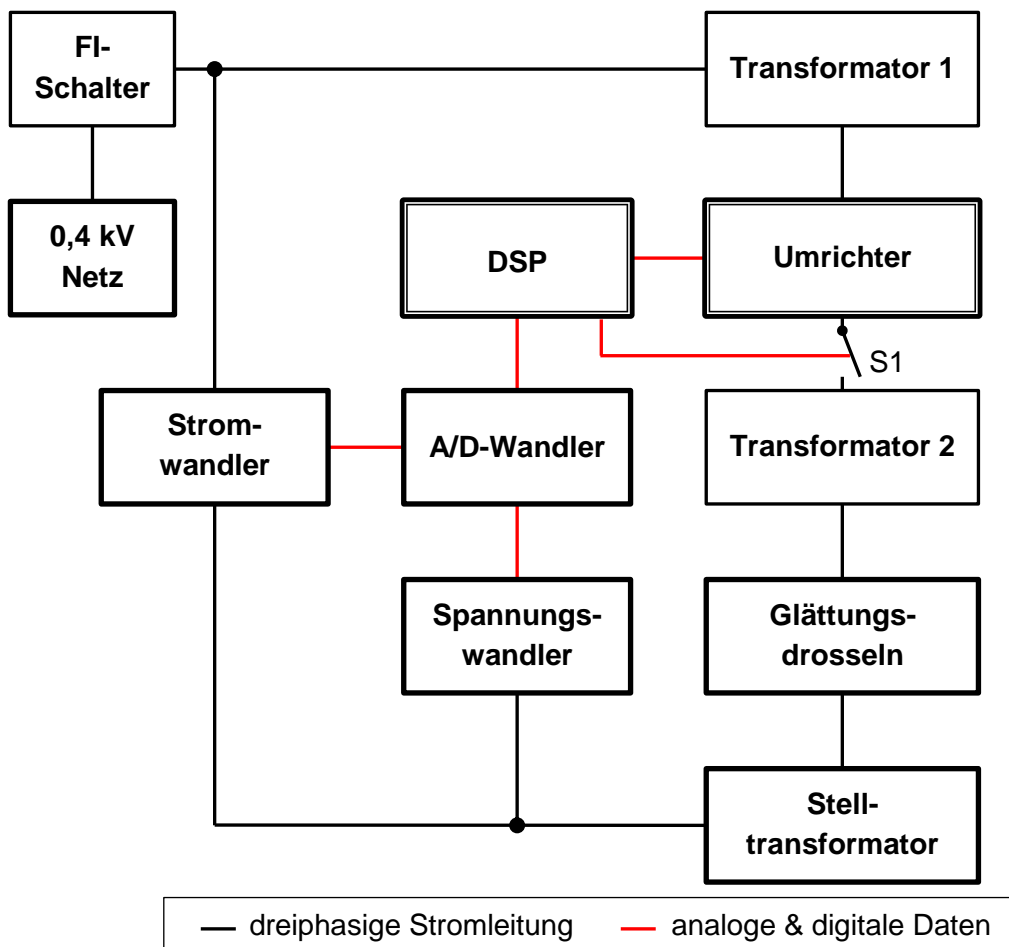 FI-
Schalter
Transformator 1
0,4 kV
Netz
DSP
Umrichter
S1
Strom-
wandler
A/D-Wandler
Transformator 2
Spannungs-
wandler
Glättungs-
drosseln
Stell-
transformator
dreiphasige Stromleitung
analoge & digitale Daten